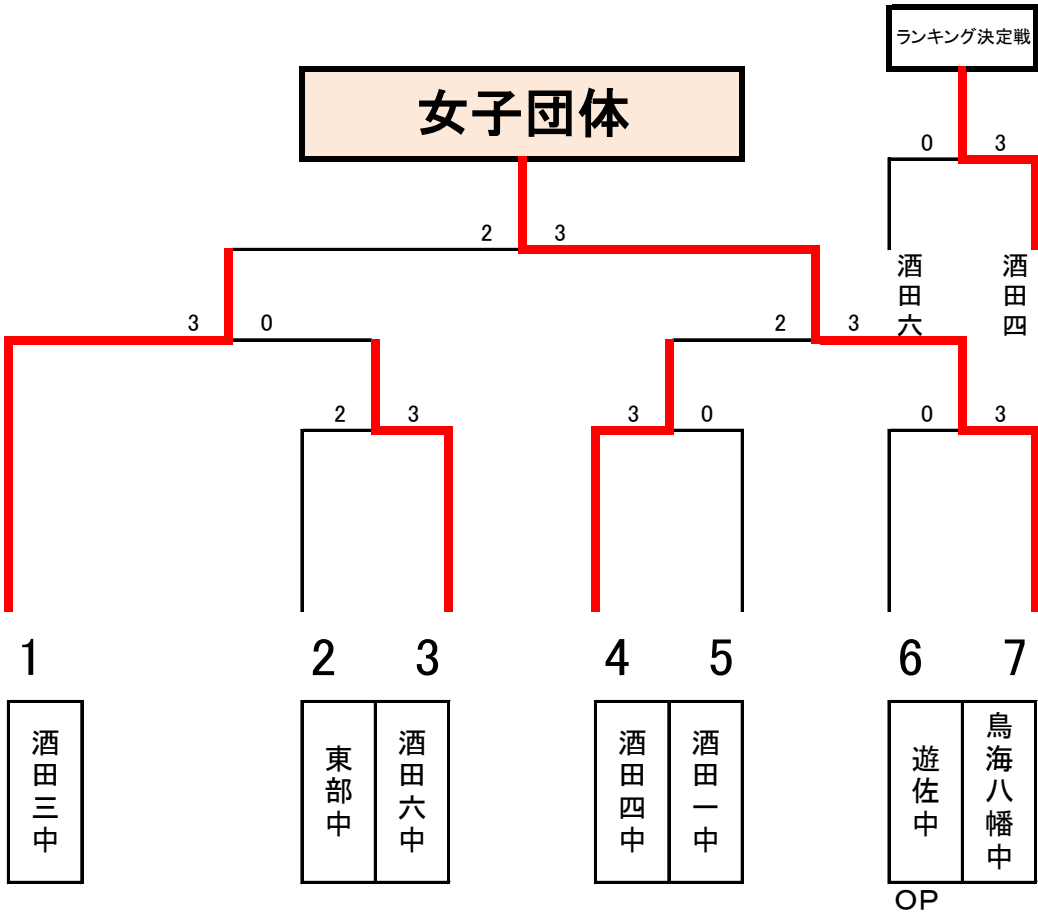 ランキング決定戦
女子団体
0 3
2 3
酒田六
酒田四
3 0
2 3
2 3
3 0
0 3
1 2 3 4 5 6 7
酒田三中
東部中
酒田六中
酒田四中
酒田一中
遊佐中
鳥海八幡中
OP